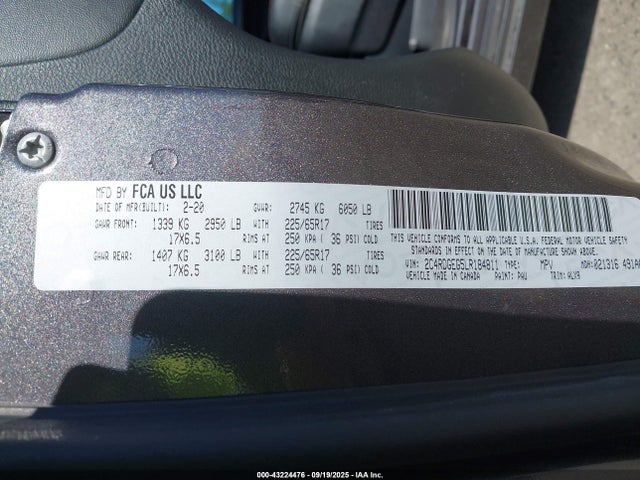 MFD BY FCA US LLC
DATE OF MFR(BUILT): 2-20 GVWR: 2745 KG 6050 LB
GAWR FRONT: 1339 KG 2950 LB WITH 225/65R17 TIRES
17X6.5 RIMS AT 250 KPA ( 36 PSI) COLD
GAWR REAR: 1407 KG 3100 LB WITH 225/65R17 TIRES
17X6.5 RIMS AT 250 KPA ( 36 PSI) COLD
THIS VEHICLE CONFORMS TO ALL APPLICABLE U.S.A. FEDERAL MOTOR VEHICLE SAFETY
STANDARDS IN EFFECT ON THE DATE OF MANUFACTURE SHOWN ABOVE.
VIN: 2C4RDGEG5LR184811 TYPE: MPV MDH:021316 491A
VEHICLE MADE IN CANADA PAINT: PAU TRIM:
000-43224476 - 09/19/2025 - IAA Inc.